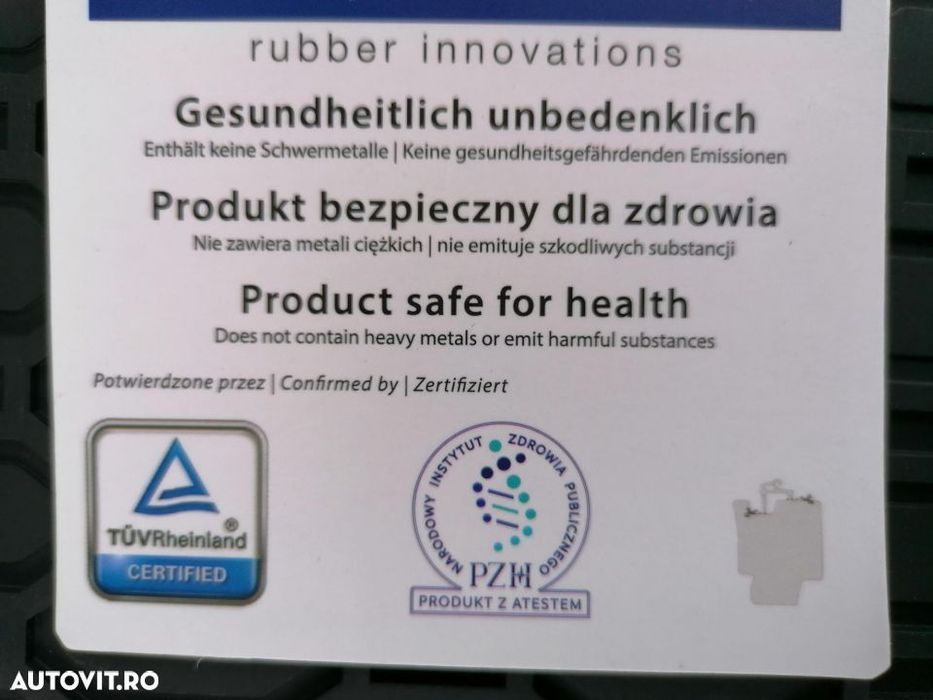 rubber innovations
Gesundheitlich unbedenklich
Enthält keine Schwermetalle | Keine gesundheitsgefährdenden Emissionen
Produkt bezpieczny dla zdrowia
Nie zawiera metali ciężkich | nie emituje szkodliwych substancji
Product safe for health
Does not contain heavy metals or emit harmful substances
Potwierdzone przez | Confirmed by | Zertifiziert
TÜVRheinland®
CERTIFIED
NARODOWY INSTYTUT ZDROWIA PUBLICZNEGO
PZH
PRODUKT Z ATESTEM
AUTOVIT.RO